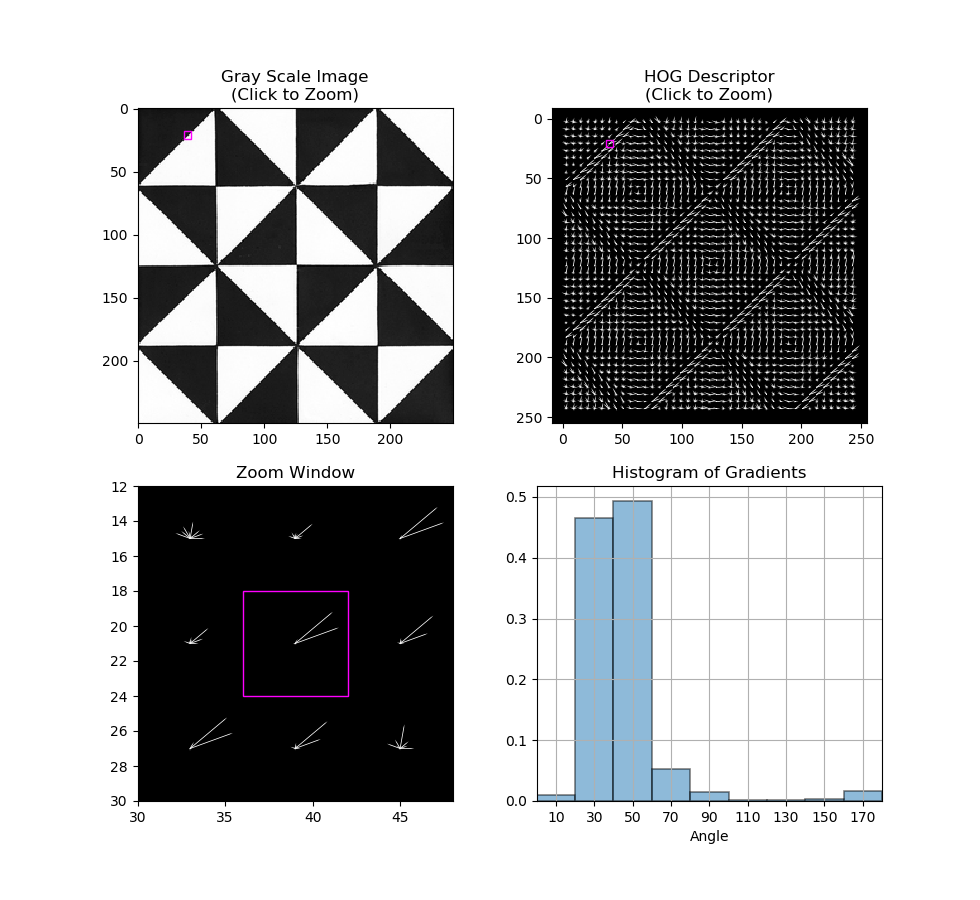 Gray Scale Image
(Click to Zoom)
0
50
100
150
200
0 50 100 150 200
HOG Descriptor
(Click to Zoom)
0
50
100
150
200
250
0 50 100 150 200 250
Zoom Window
12
14
16
18
20
22
24
26
28
30
30 35 40 45
Histogram of Gradients
0.5
0.4
0.3
0.2
0.1
0.0
10 30 50 70 90 110 130 150 170
Angle